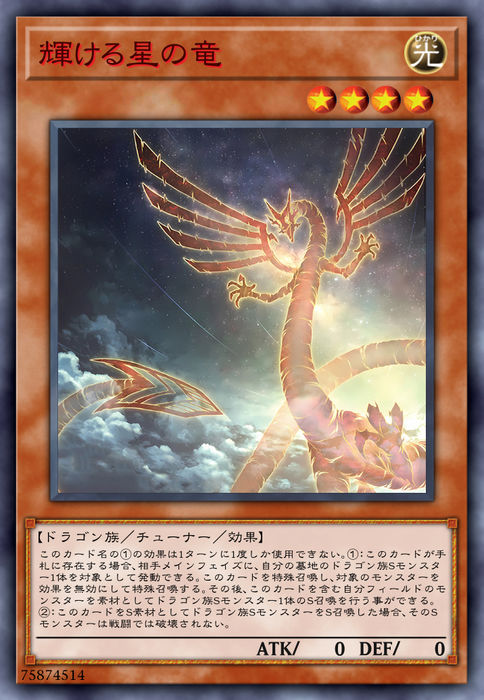 輝ける星の竜
ひかり
光
【ドラゴン族／チューナー／効果】
このカード名の①の効果は1ターンに1度しか使用できない。①：このカードが手
札に存在する場合、相手メインフェイズに、自分の墓地のドラゴン族Sモンスタ
ー1体を対象として発動できる。このカードを特殊召喚し、対象のモンスターを
効果を無効にして特殊召喚する。その後、このカードを含む自分フィールドのモ
ンスターを素材としてドラゴン族Sモンスター1体のS召喚を行う事ができる。
②：このカードをS素材としてドラゴン族SモンスターをS召喚した場合、そのS
モンスターは戦闘では破壊されない。
ATK/ 0 DEF/ 0
75874514